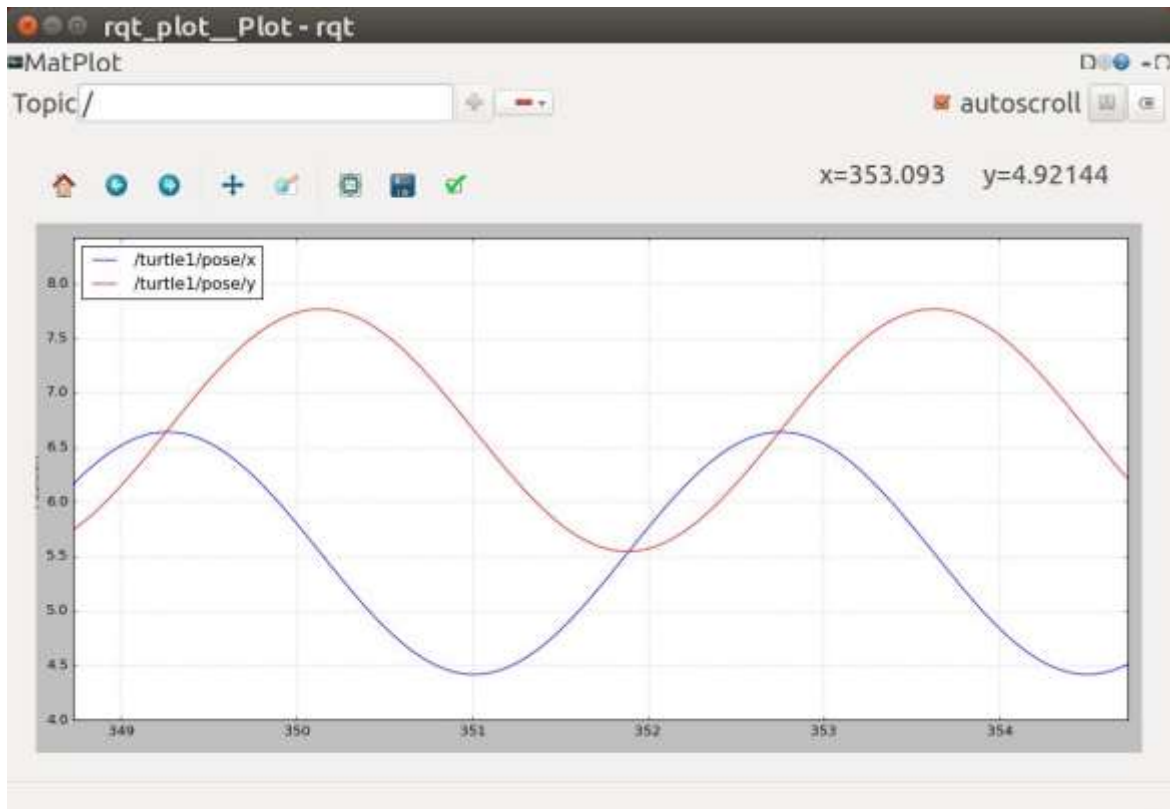 rqt_plot__Plot - rqt
MatPlot
Topic /
autoscroll
x=353.093 y=4.92144
/turtle1/pose/x
/turtle1/pose/y
8.0
7.5
7.0
6.5
6.0
5.5
5.0
4.5
4.0
349 350 351 352 353 354